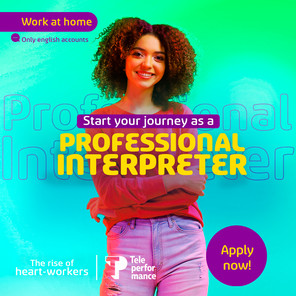 Work at home
Only english accounts
Professional
Interpreter
Start your journey as a
PROFESSIONAL
INTERPRETER
The rise of
heart-workers
Tele
perfor
mance
Apply
now!